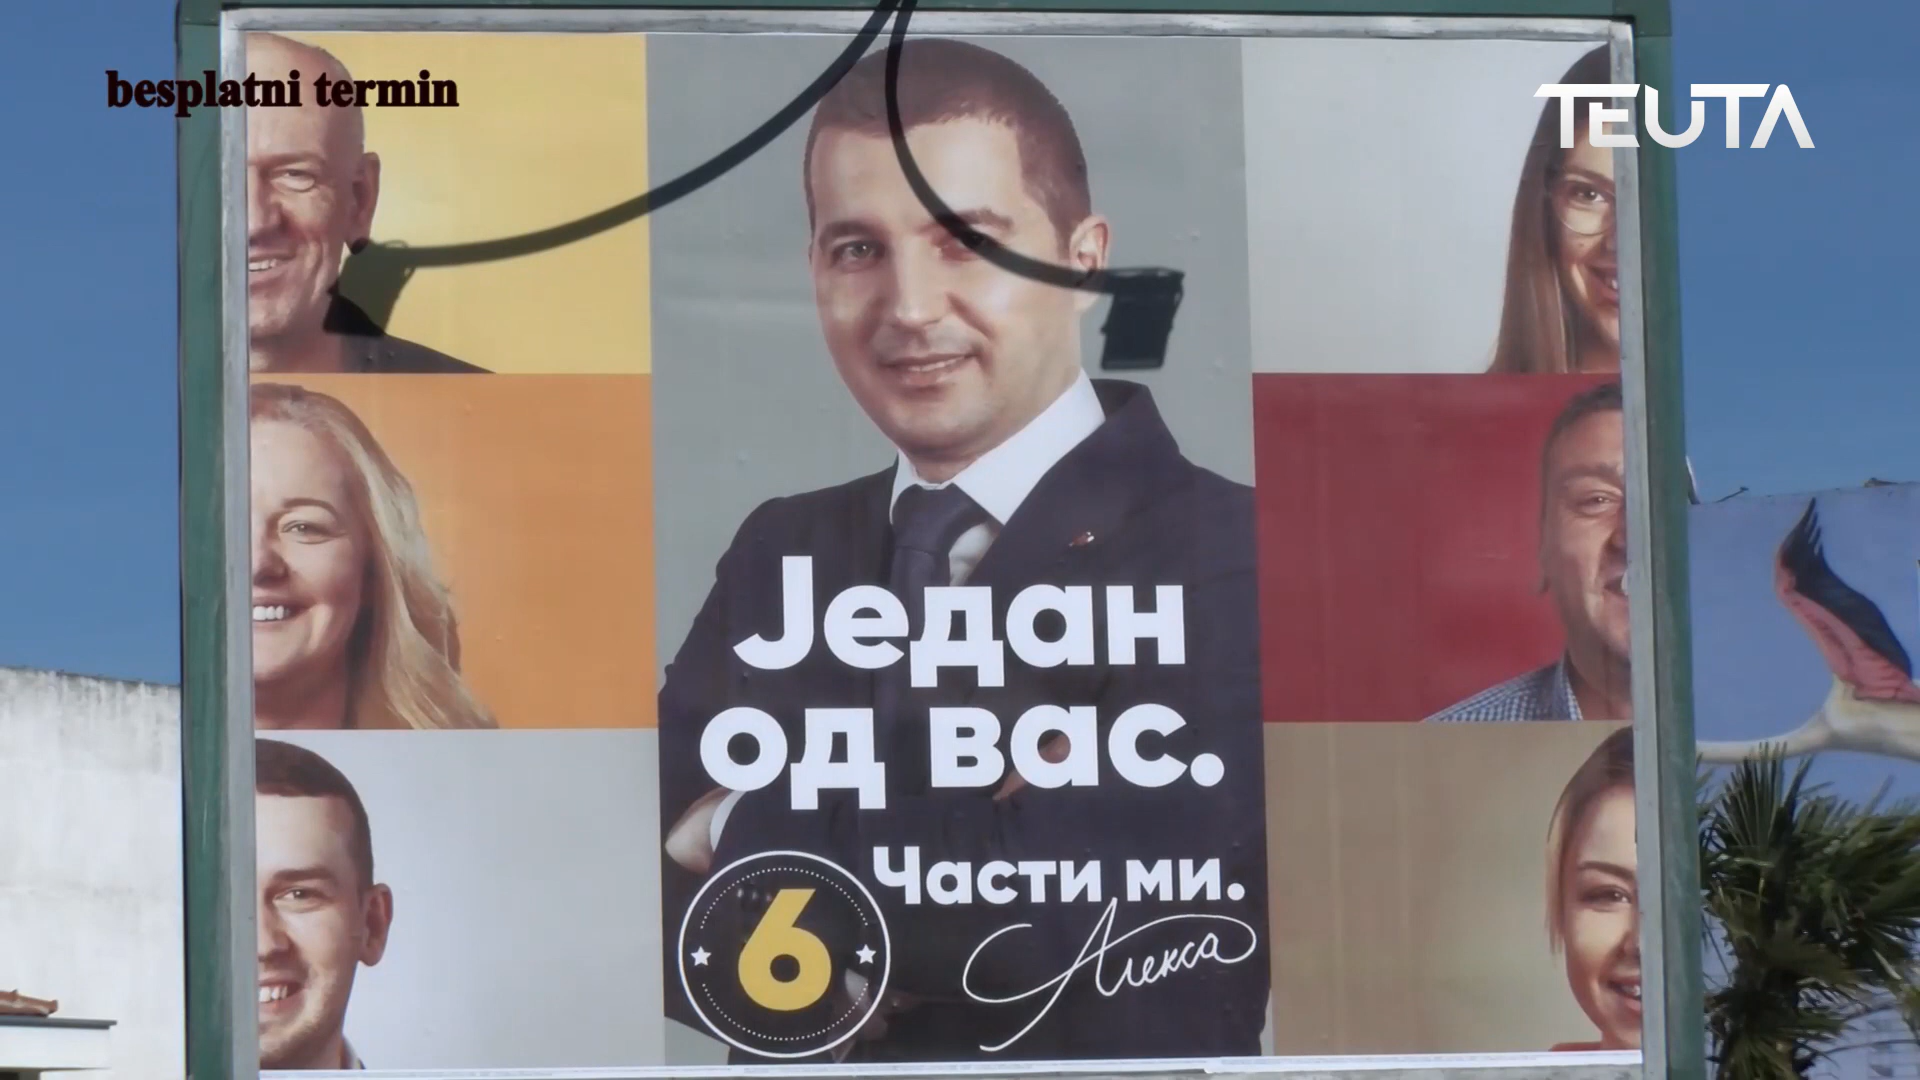 besplatni termin
TEUTA
Један
од вас.
Части ми.
Алекса
6